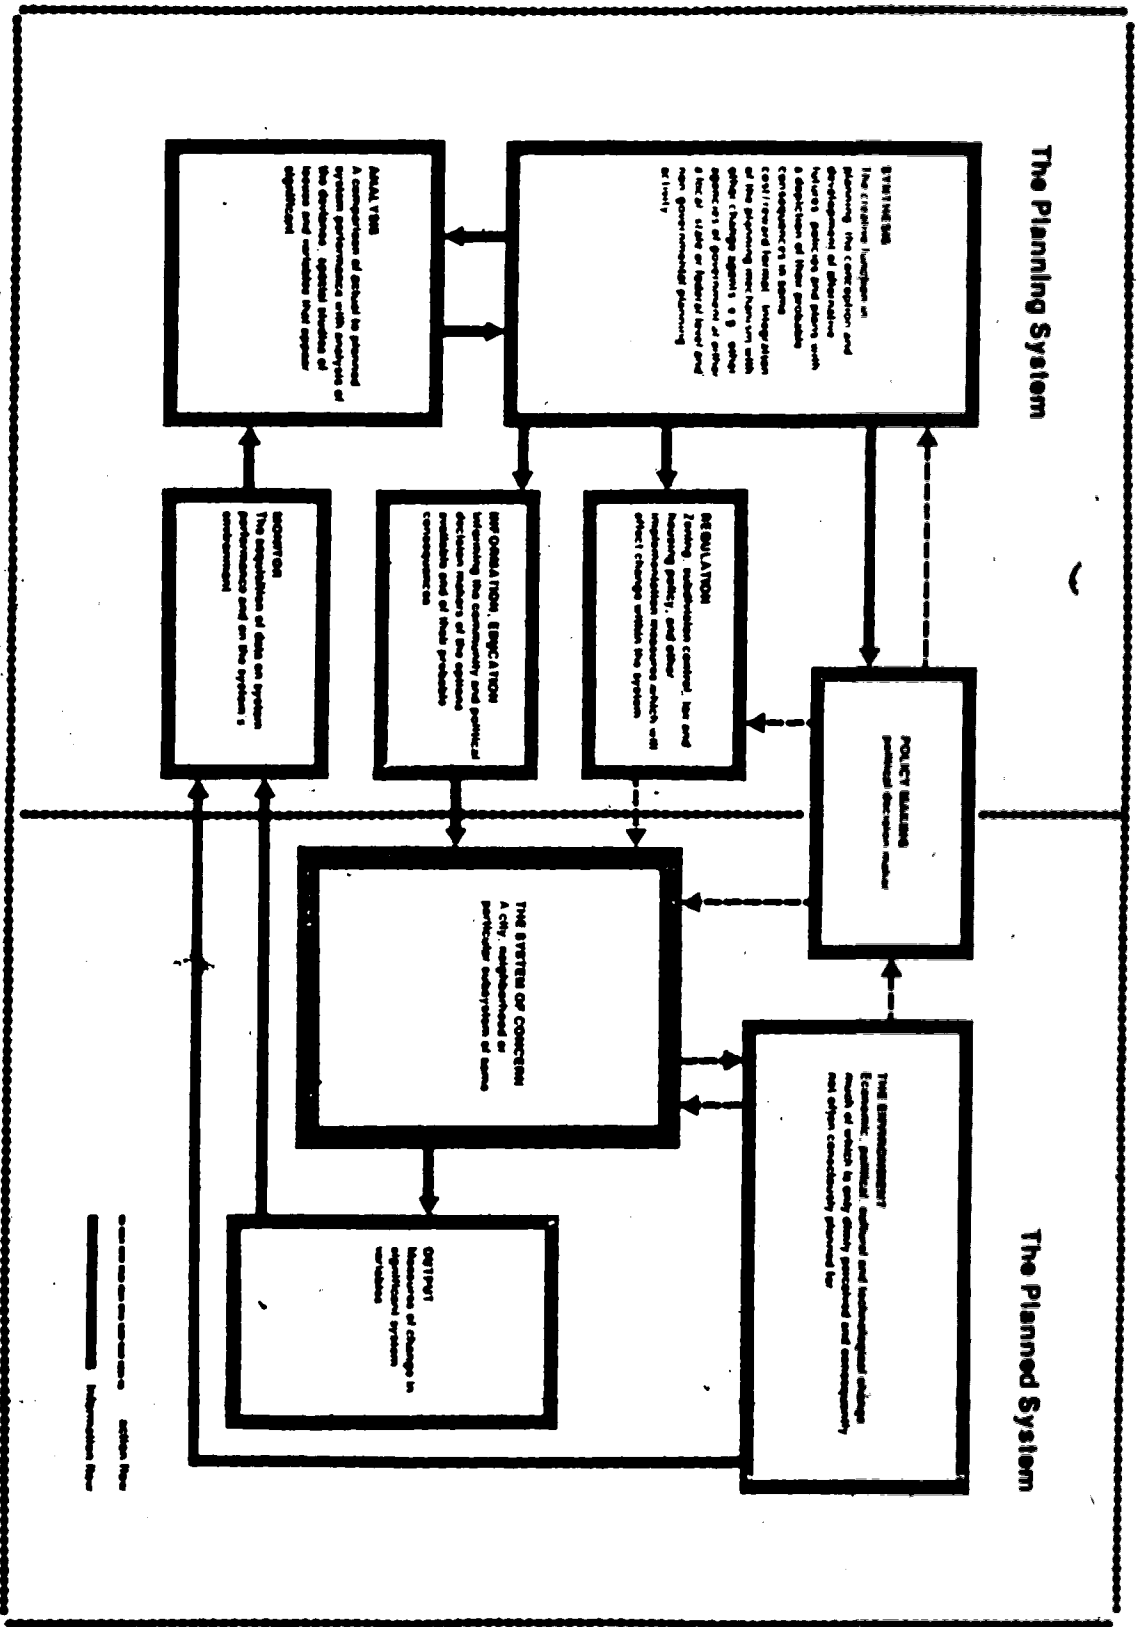 The Planning System
The Planned System
SYNTHESIS
The creative function in
planning the conception and
development of alternative
futures policies and plans with
a depiction of their probable
consequences in some
cost/reward format Integration
of the planning mechanism with
other change agents e g other
agencies of government at either
a local state or federal level and
non governmental planning
activity
ANALYSIS
A comparison of actual to planned
system performance with analysis of
the deviance, spatial studies of
issues and variables that appear
significant
POLICY MAKING
political decision maker
REGULATION
Zoning, subdivision control, tax and
housing policy, and other
implementation measures which will
effect change within the system
INFORMATION, EDUCATION
Informing the community and political
decision makers of the options
available and of their probable
consequences
MONITOR
The acquisition of data on system
performance and on the system's
environment
THE ENVIRONMENT
Economic, political, cultural and technological change
much of which is only dimly perceived and consequently
not often consciously planned for
THE SYSTEM OF CONCERN
A city, neighborhood or
particular subsystem of same
OUTPUT
Measures of change in
significant system
variables
action flow
information flow